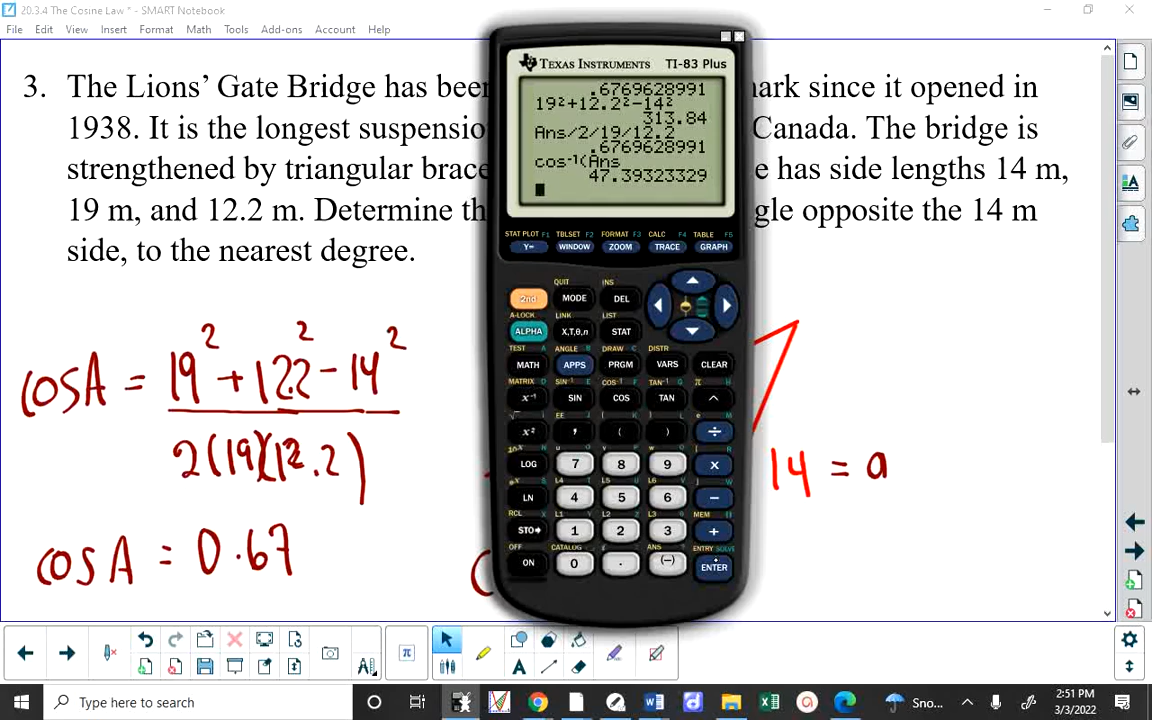 20.3.4 The Cosine Law * - SMART Notebook
File Edit View Insert Format Math Tools Add-ons Account Help
3. The Lions' Gate Bridge has been ark since it opened in
1938. It is the longest suspensio Canada. The bridge is
strengthened by triangular brace e has side lengths 14 m,
19 m, and 12.2 m. Determine th gle opposite the 14 m
side, to the nearest degree.
cosA = 19² + 12.2² - 14²
2(19)(12.2)
cosA = 0.67
14 = a
TEXAS INSTRUMENTS TI-83 Plus
.6769628991
19²+12.2²-14²
313.84
Ans/2/19/12.2
.6769628991
cos⁻¹(Ans
47.39323329
STAT PLOT F1 TBLSET F2 FORMAT F3 CALC F4 TABLE F5
Y= WINDOW ZOOM TRACE GRAPH
QUIT INS
2nd MODE DEL
A-LOCK LINK LIST
ALPHA X,T,θ,n STAT
TEST A ANGLE B DRAW C DISTR
MATH APPS PRGM VARS CLEAR
MATRIX D SIN⁻¹ E COS⁻¹ F TAN⁻¹ G π H
x⁻¹ SIN COS TAN ^
EE
x² , ( ) ÷
LOG 7 8 9 ×
L4 L5 L6
LN 4 5 6 −
RCL L1 L2 L3 MEM
STO 1 2 3 +
OFF CATALOG ANS ENTRY SOLVE
ON 0 . (−) ENTER
π
A
Type here to search
Sno...
2:51 PM
3/3/2022